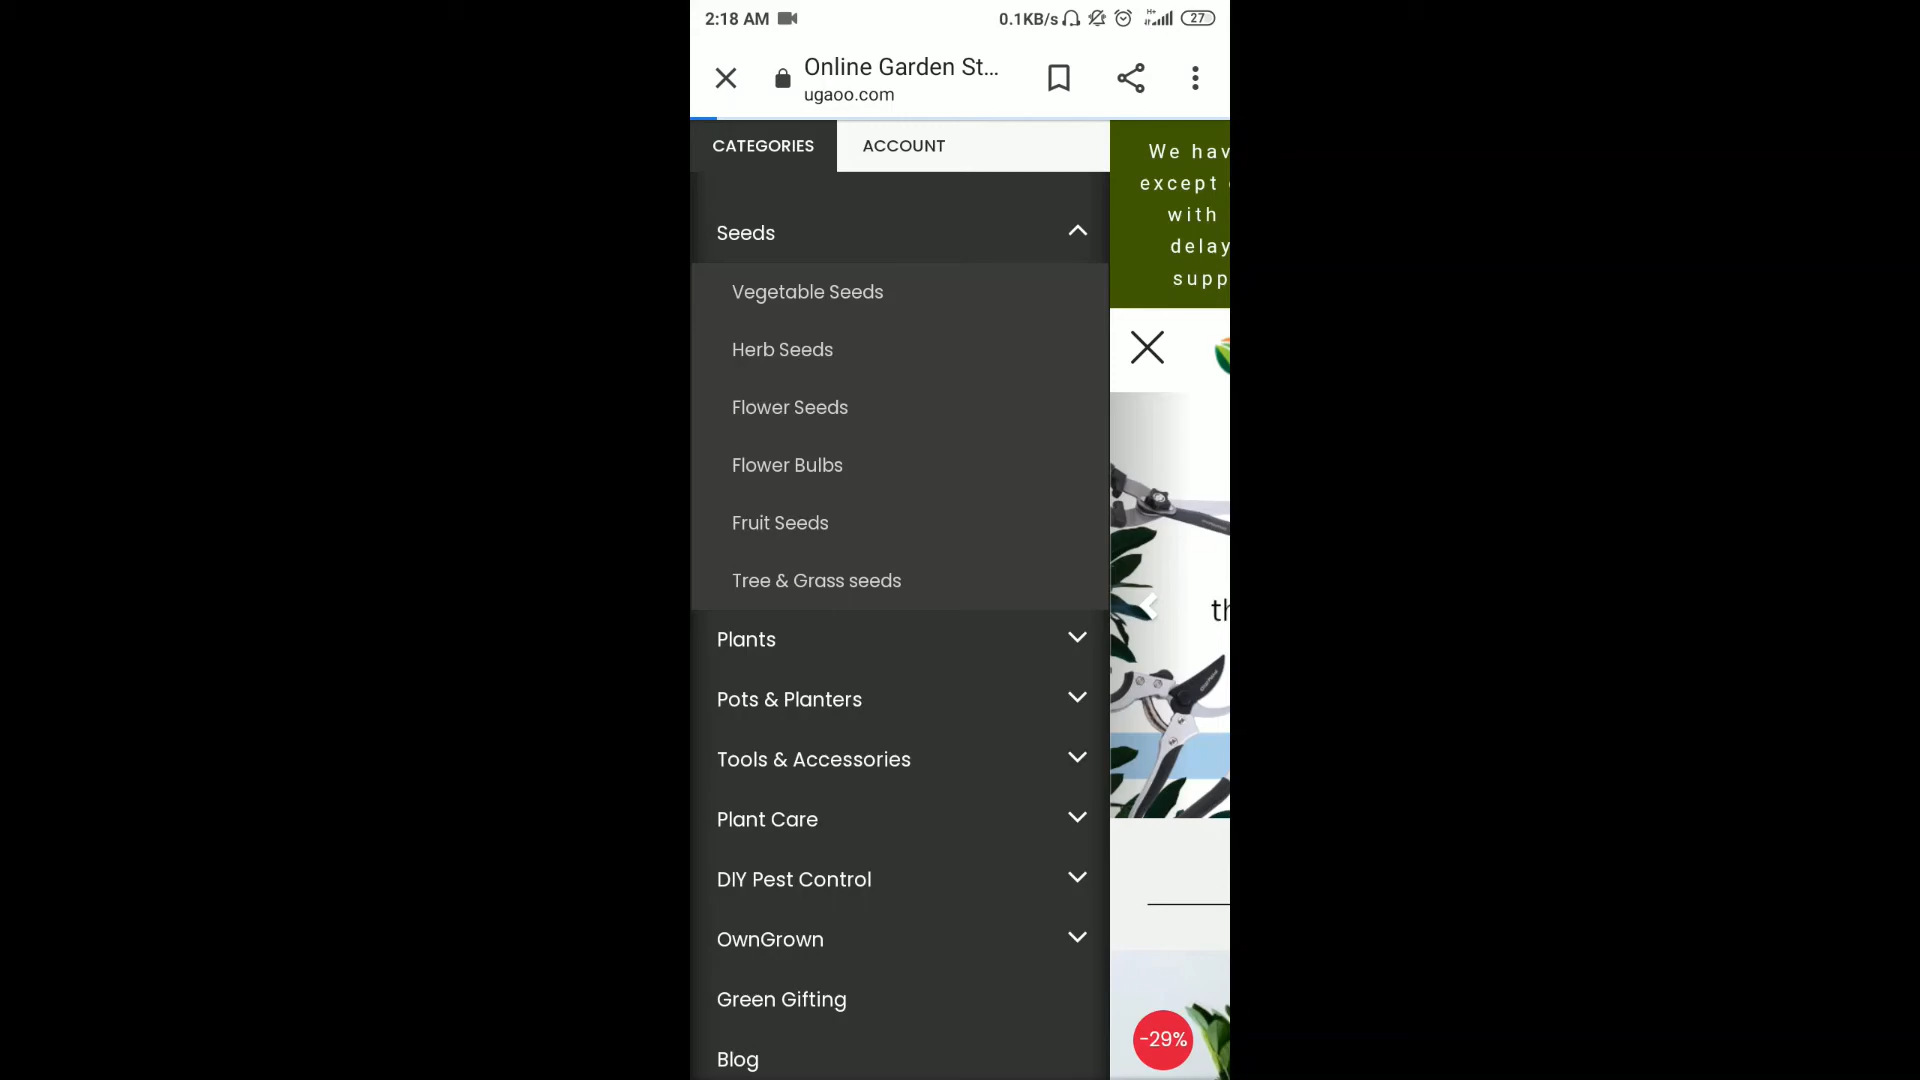 2:18 AM
0.1KB/s
H+
27
Online Garden St...
ugaoo.com
CATEGORIES
ACCOUNT
Seeds
Vegetable Seeds
Herb Seeds
Flower Seeds
Flower Bulbs
Fruit Seeds
Tree & Grass seeds
Plants
Pots & Planters
Tools & Accessories
Plant Care
DIY Pest Control
OwnGrown
Green Gifting
Blog
We hav
except
with
delay
supp
th
-29%